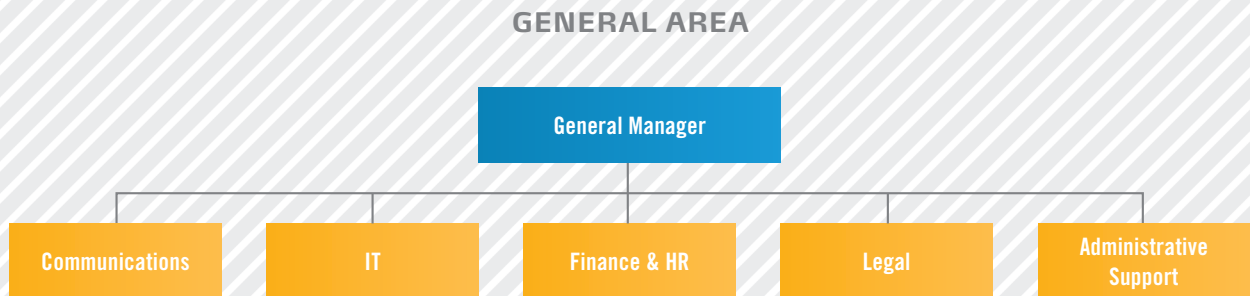 GENERAL AREA
General Manager
Communications
IT
Finance & HR
Legal
Administrative
Support